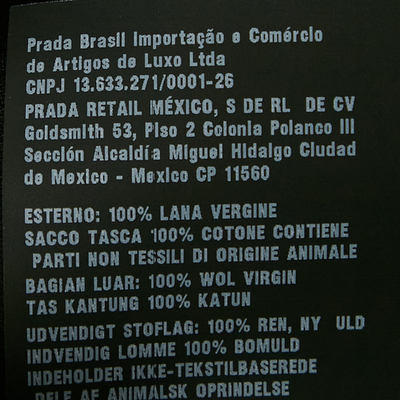 Prada Brasil Importação e Comércio
de Artigos de Luxo Ltda
CNPJ 13.633.271/0001-26
PRADA RETAIL MÉXICO, S DE RL DE CV
Goldsmith 53, Piso 2 Colonia Polanco III
Sección Alcaldía Miguel Hidalgo Ciudad
de Mexico - Mexico CP 11560
ESTERNO: 100% LANA VERGINE
SACCO TASCA 100% COTONE CONTIENE
PARTI NON TESSILI DI ORIGINE ANIMALE
BAGIAN LUAR: 100% WOL VIRGIN
TAS KANTUNG 100% KATUN
UDVENDIGT STOFLAG: 100% REN, NY ULD
INDVENDIG LOMME 100% BOMULD
INDEHOLDER IKKE-TEKSTILBASEREDE
DELE AF ANIMALSK OPRINDELSE